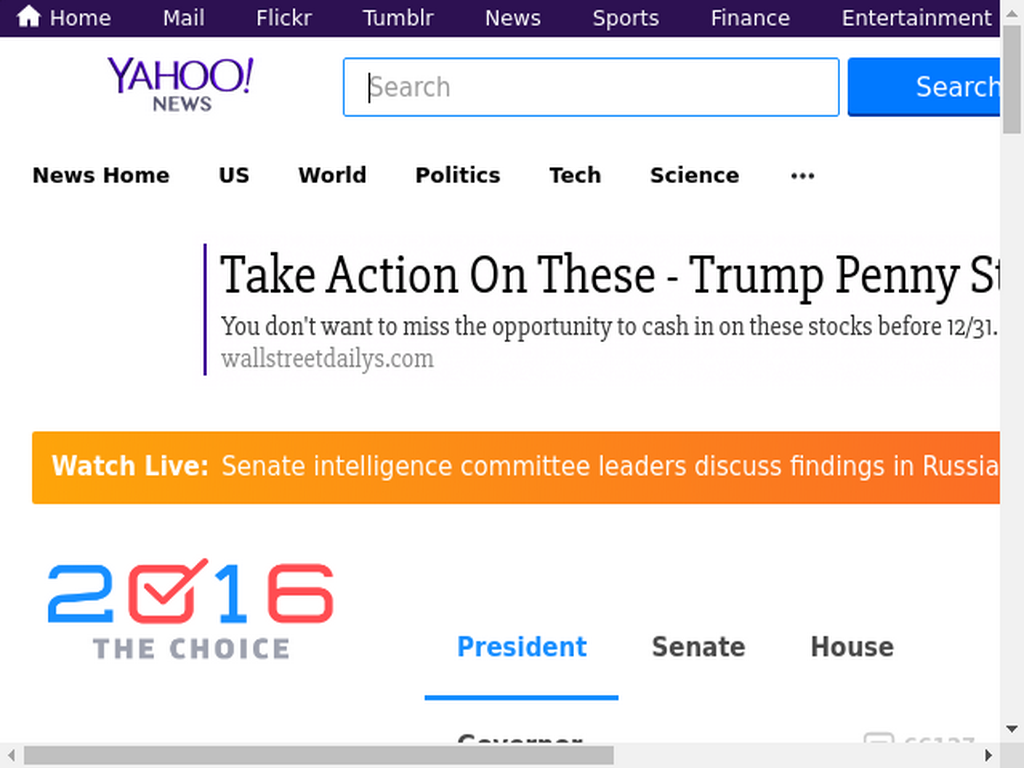 Home Mail Flickr Tumblr News Sports Finance Entertainment
YAHOO!
NEWS
Search
Search
News Home US World Politics Tech Science ...
Take Action On These - Trump Penny
You don't want to miss the opportunity to cash in on these stocks before 12/31.
wallstreetdailys.com
Watch Live: Senate intelligence committee leaders discuss findings in Russia
2016
THE CHOICE
President Senate House
Governor